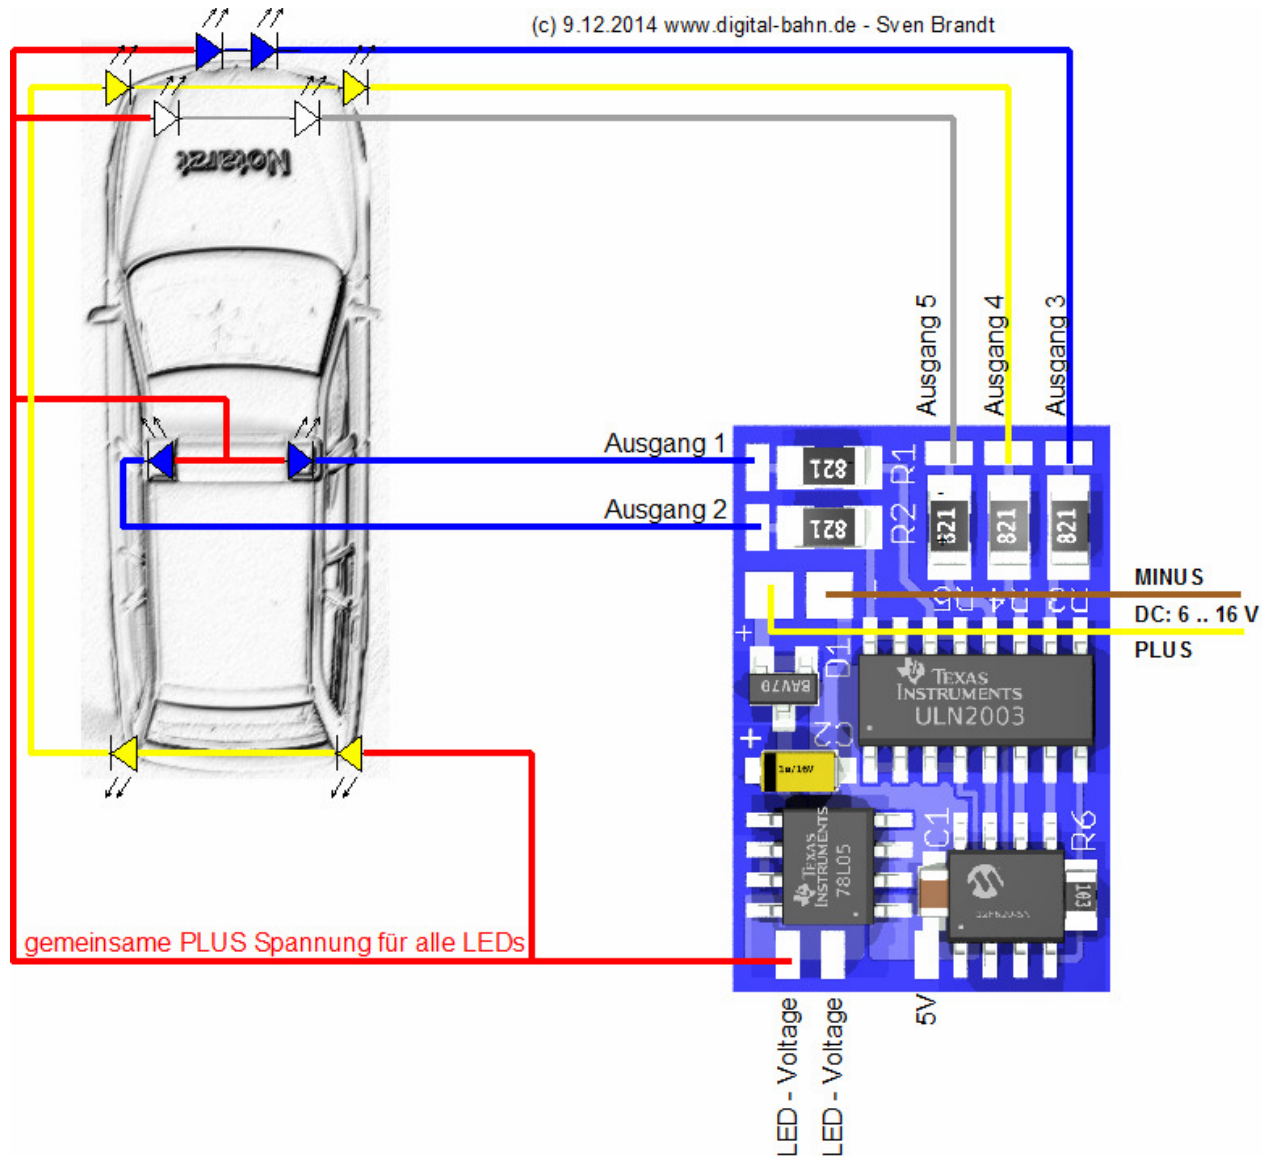 (c) 9.12.2014 www.digital-bahn.de - Sven Brandt
Notarzt
Ausgang 5
Ausgang 4
Ausgang 3
Ausgang 1
Ausgang 2
821
R1
821
R2
821
821
821
R5
R4
R3
MINUS
DC: 6 .. 16 V
PLUS
+
D1
BAV70
TEXAS
INSTRUMENTS
ULN2003
+
C2
1u/16V
TEXAS
INSTRUMENTS
78L05
C1
R6
103
gemeinsame PLUS Spannung für alle LEDs
LED - Voltage
LED - Voltage
5V